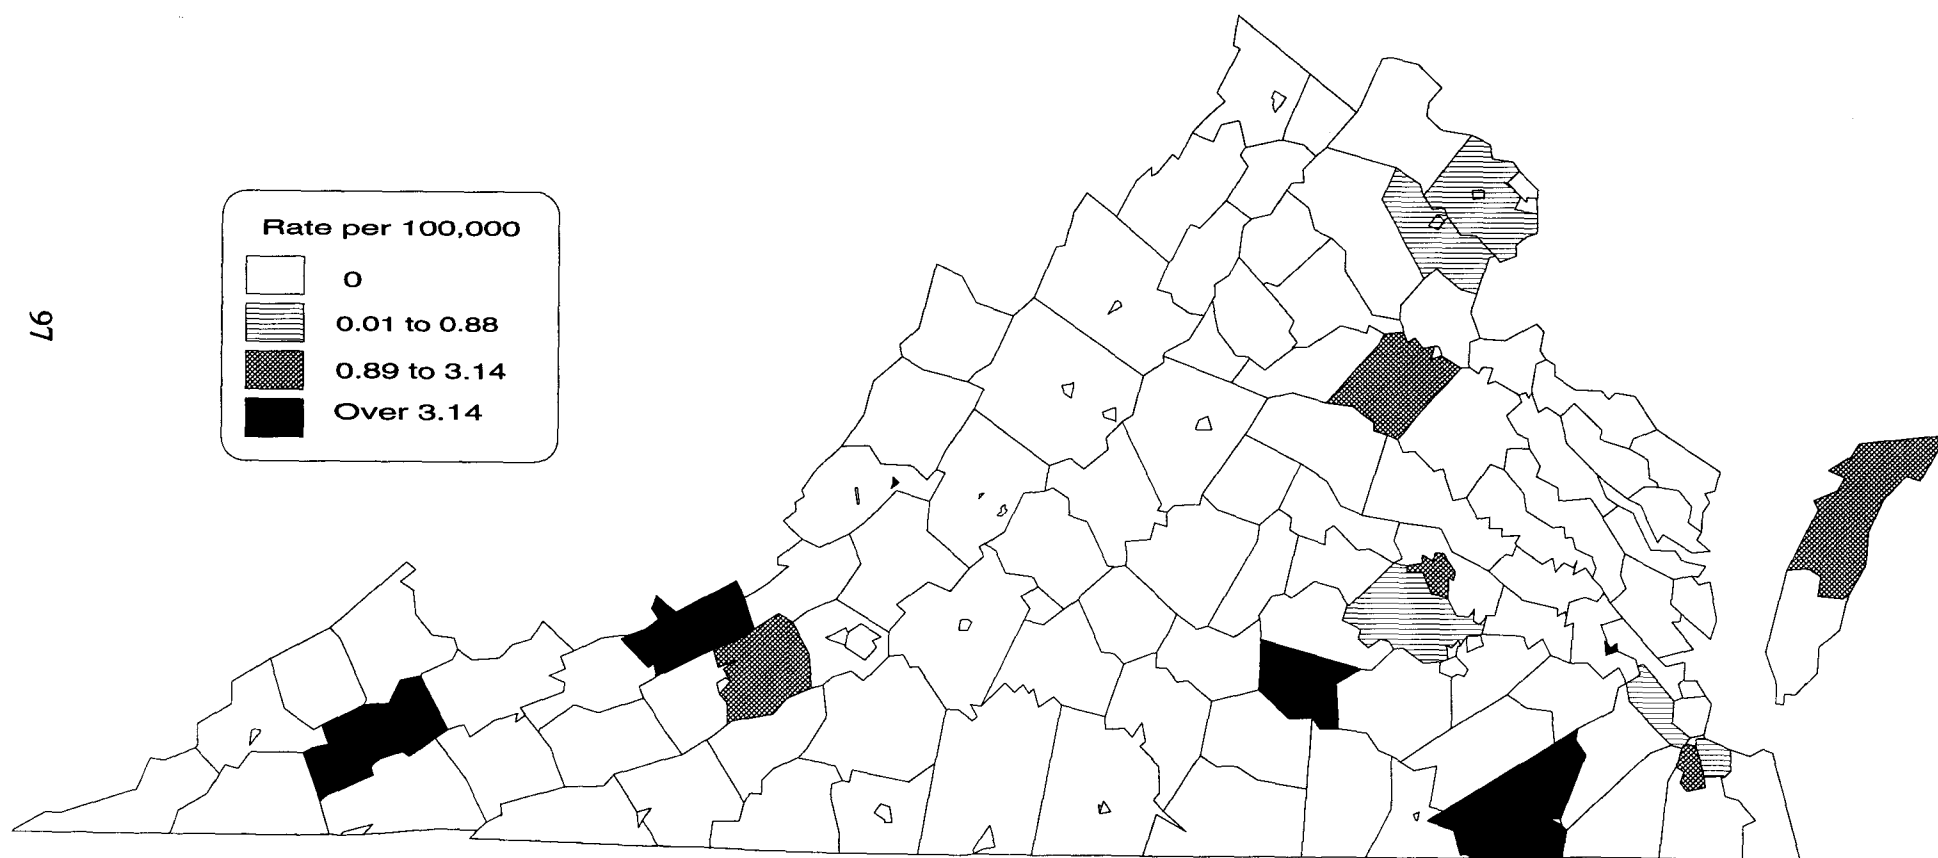 97
Rate per 100,000
0
0.01 to 0.88
0.89 to 3.14
Over 3.14